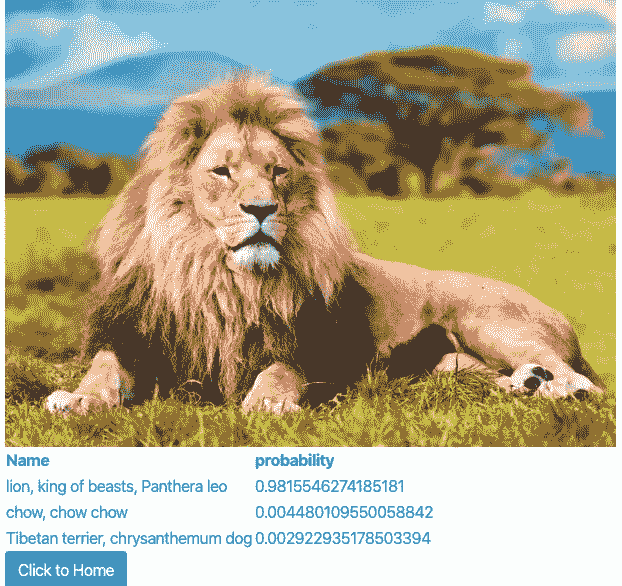 Name probability
lion, king of beasts, Panthera leo 0.9815546274185181
chow, chow chow 0.004480109550058842
Tibetan terrier, chrysanthemum dog 0.002922935178503394
Click to Home